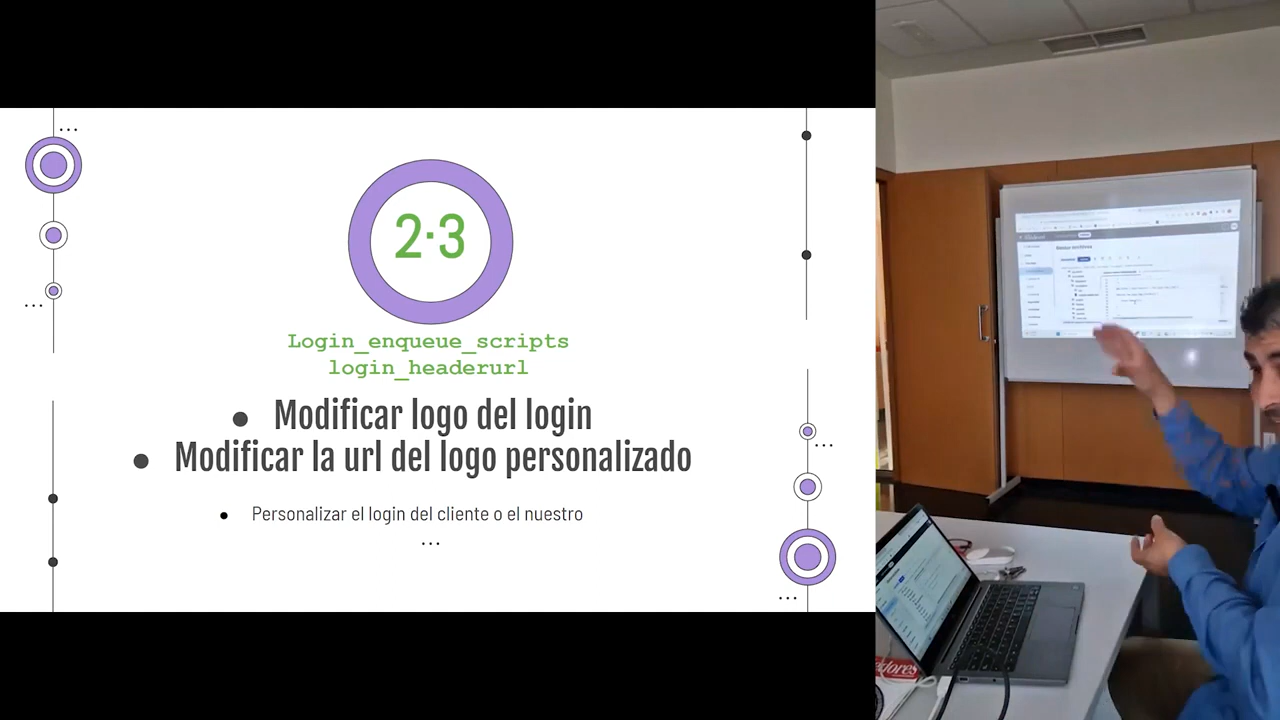 2·3
Login_enqueue_scripts
login_headerurl
● Modificar logo del login
● Modificar la url del logo personalizado
● Personalizar el login del cliente o el nuestro
...
edores